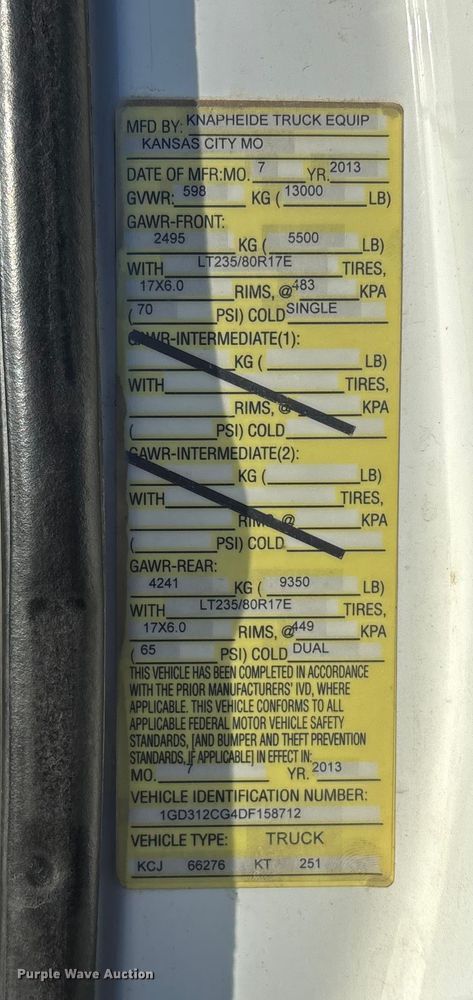 MFD BY: KNAPHEIDE TRUCK EQUIP
KANSAS CITY MO
DATE OF MFR:MO. 7 YR. 2013
GVWR: 598 KG ( 13000 LB)
GAWR-FRONT:
2495 KG ( 5500 LB)
WITH LT235/80R17E TIRES,
17X6.0 RIMS, @ 483 KPA
( 70 PSI) COLD SINGLE
GAWR-INTERMEDIATE(1):
KG ( LB)
WITH TIRES,
RIMS, @ KPA
( PSI) COLD
GAWR-INTERMEDIATE(2):
KG ( LB)
WITH TIRES,
RIMS, @ KPA
( PSI) COLD
GAWR-REAR:
4241 KG ( 9350 LB)
WITH LT235/80R17E TIRES,
17X6.0 RIMS, @ 449 KPA
( 65 PSI) COLD DUAL
THIS VEHICLE HAS BEEN COMPLETED IN ACCORDANCE
WITH THE PRIOR MANUFACTURERS' IVD, WHERE
APPLICABLE. THIS VEHICLE CONFORMS TO ALL
APPLICABLE FEDERAL MOTOR VEHICLE SAFETY
STANDARDS, [AND BUMPER AND THEFT PREVENTION
STANDARDS, IF APPLICABLE] IN EFFECT IN:
MO. 7 YR. 2013
VEHICLE IDENTIFICATION NUMBER:
1GD312CG4DF158712
VEHICLE TYPE: TRUCK
KCJ 66276 KT 251
Purple Wave Auction